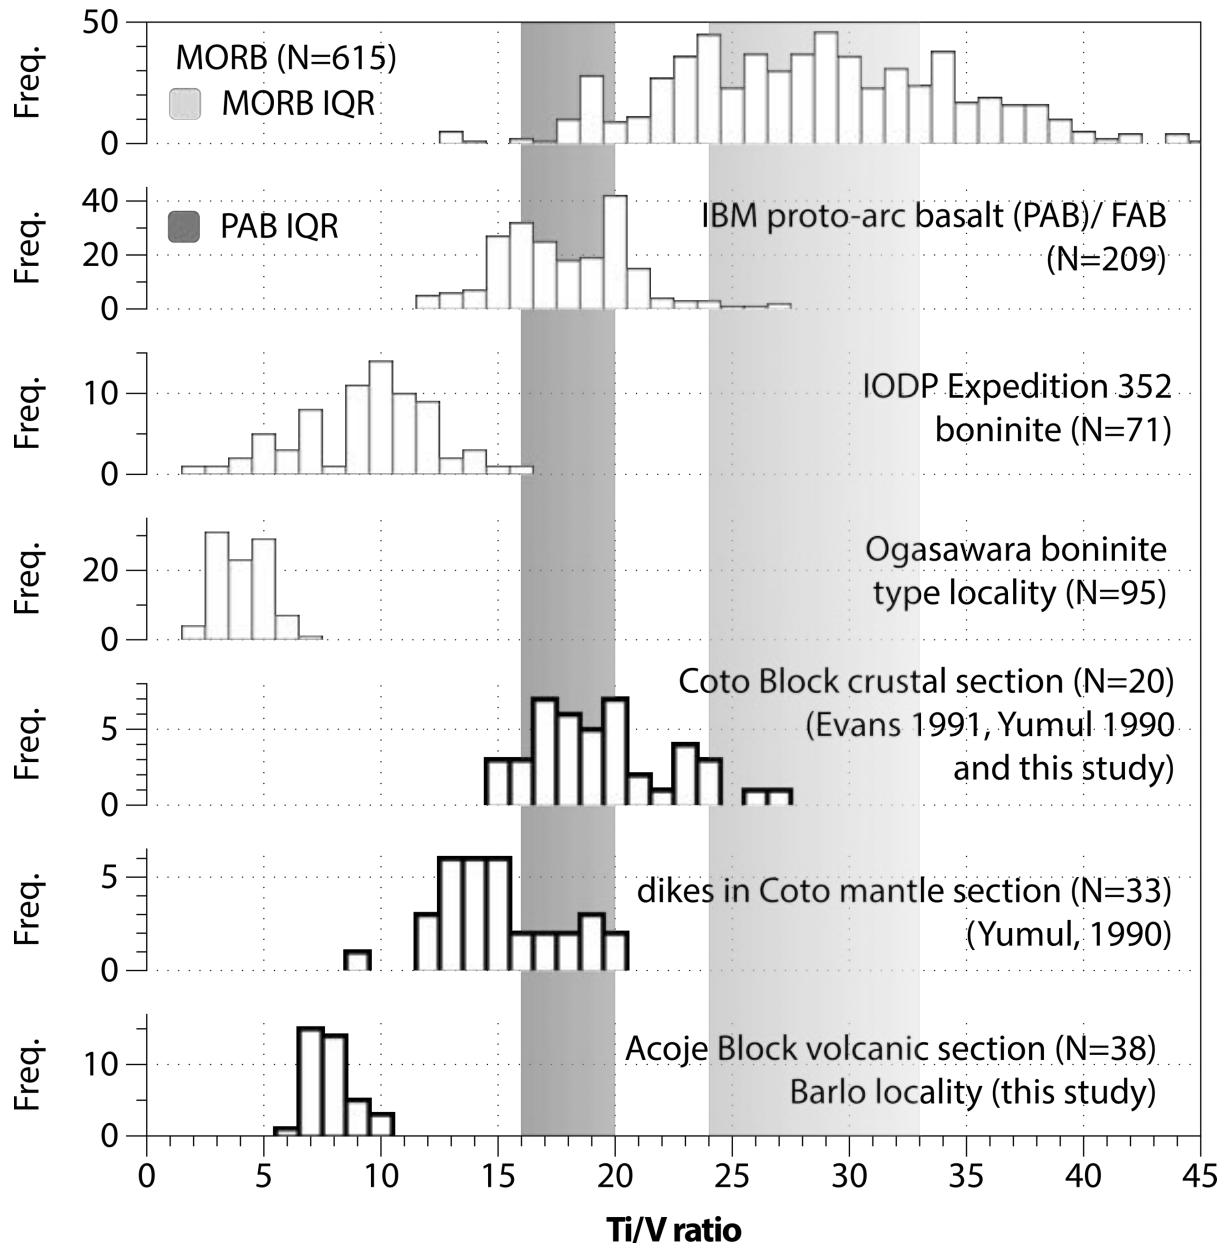 50
Freq.
0
MORB (N=615)
MORB IQR
40
20
Freq.
0
PAB IQR
IBM proto-arc basalt (PAB)/ FAB
(N=209)
10
Freq.
0
IODP Expedition 352
boninite (N=71)
20
Freq.
0
Ogasawara boninite
type locality (N=95)
5
Freq.
0
Coto Block crustal section (N=20)
(Evans 1991, Yumul 1990
and this study)
5
Freq.
0
dikes in Coto mantle section (N=33)
(Yumul, 1990)
10
Freq.
0
Acoje Block volcanic section (N=38)
Barlo locality (this study)
0 5 10 15 20 25 30 35 40 45
Ti/V ratio